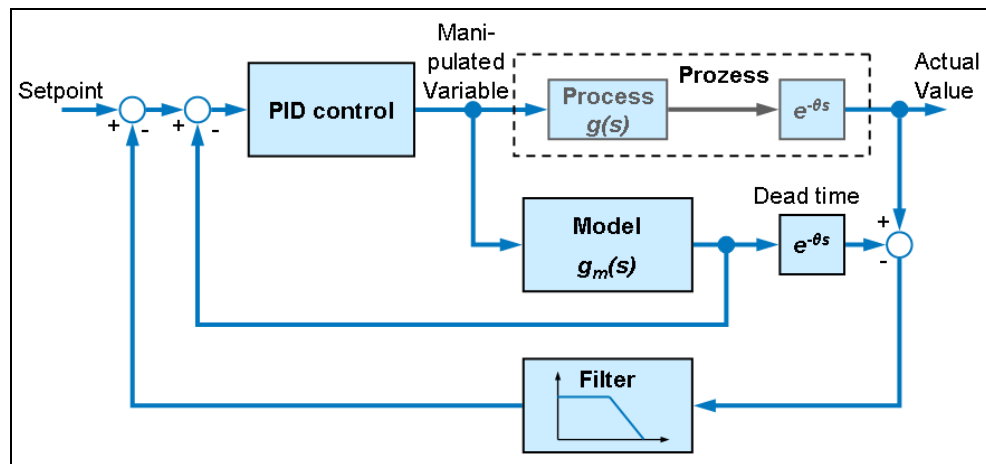 Setpoint
+
-
+
-
PID control
Mani-
pulated
Variable
Prozess
Process
g(s)
e-θs
Actual
Value
Model
gm(s)
Dead time
e-θs
+
-
Filter